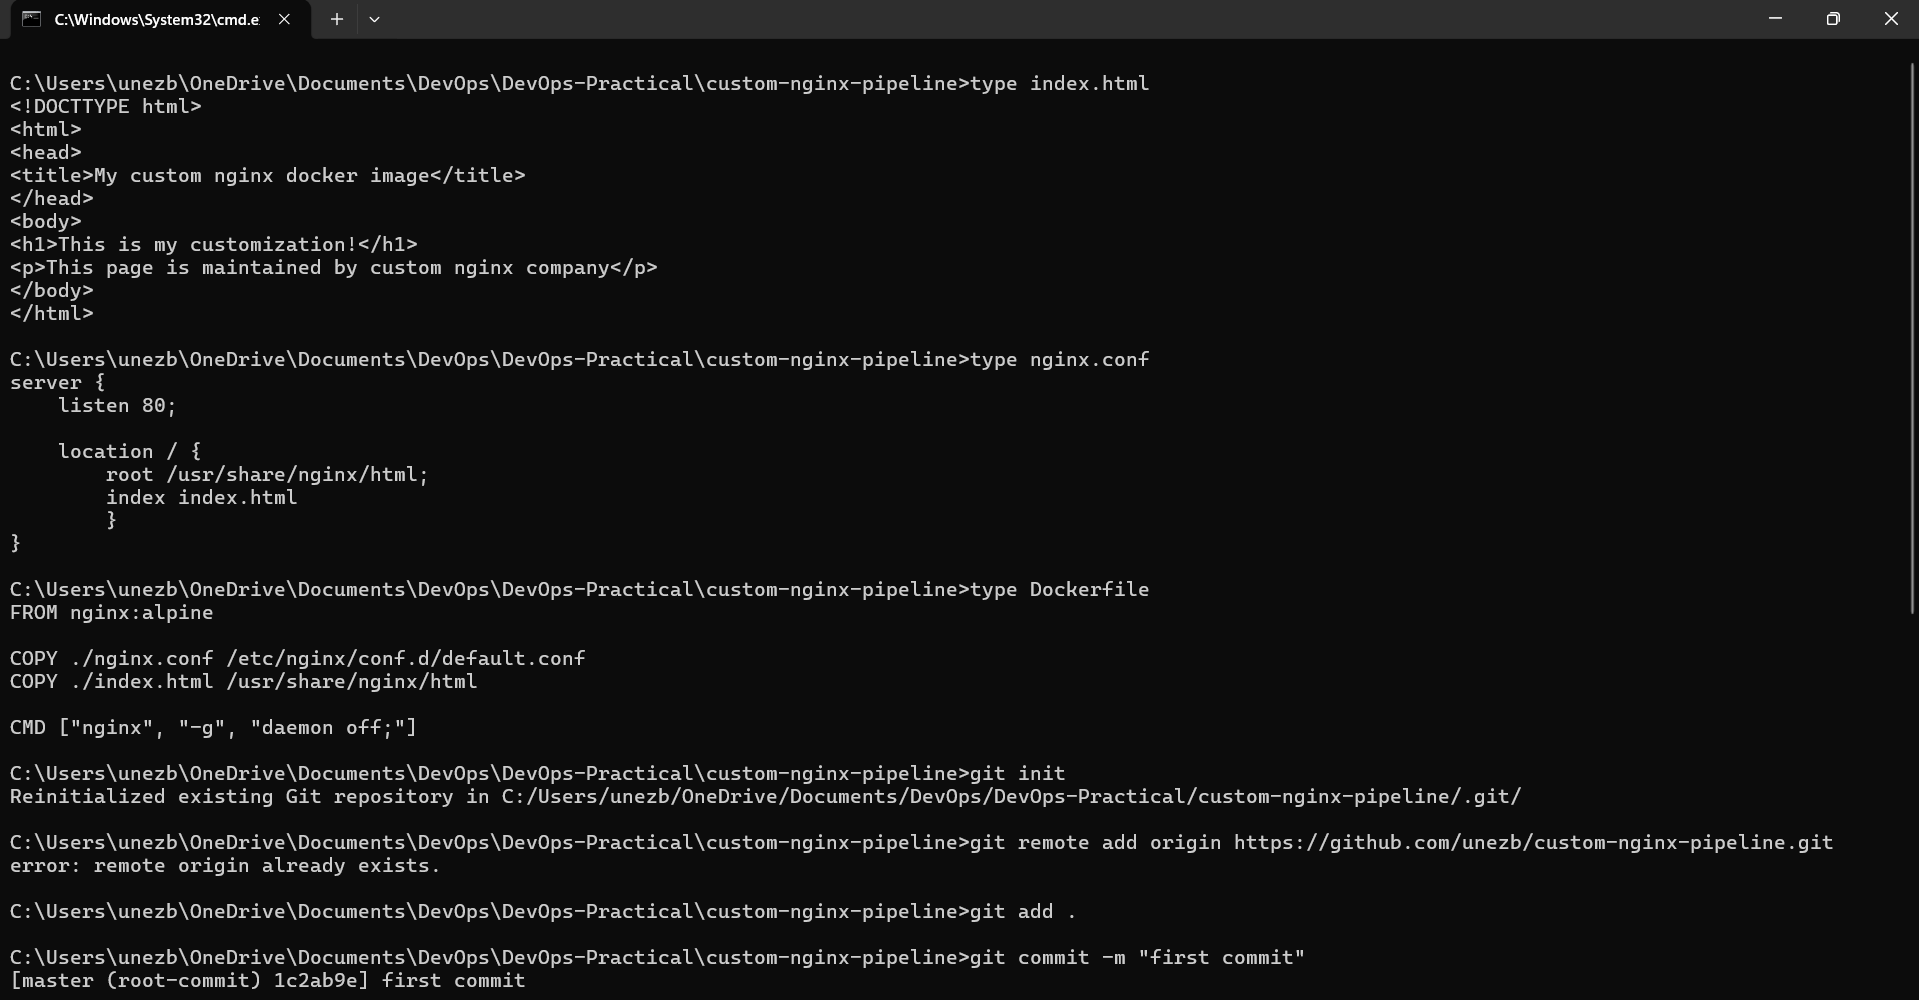 C:\Windows\System32\cmd.e
C:\Users\unezb\OneDrive\Documents\DevOps\DevOps-Practical\custom-nginx-pipeline>type index.html
<!DOCTTYPE html>
<html>
<head>
<title>My custom nginx docker image</title>
</head>
<body>
<h1>This is my customization!</h1>
<p>This page is maintained by custom nginx company</p>
</body>
</html>
C:\Users\unezb\OneDrive\Documents\DevOps\DevOps-Practical\custom-nginx-pipeline>type nginx.conf
server {
    listen 80;
    location / {
        root /usr/share/nginx/html;
        index index.html
        }
}
C:\Users\unezb\OneDrive\Documents\DevOps\DevOps-Practical\custom-nginx-pipeline>type Dockerfile
FROM nginx:alpine
COPY ./nginx.conf /etc/nginx/conf.d/default.conf
COPY ./index.html /usr/share/nginx/html
CMD ["nginx", "-g", "daemon off;"]
C:\Users\unezb\OneDrive\Documents\DevOps\DevOps-Practical\custom-nginx-pipeline>git init
Reinitialized existing Git repository in C:/Users/unezb/OneDrive/Documents/DevOps/DevOps-Practical/custom-nginx-pipeline/.git/
C:\Users\unezb\OneDrive\Documents\DevOps\DevOps-Practical\custom-nginx-pipeline>git remote add origin https://github.com/unezb/custom-nginx-pipeline.git
error: remote origin already exists.
C:\Users\unezb\OneDrive\Documents\DevOps\DevOps-Practical\custom-nginx-pipeline>git add .
C:\Users\unezb\OneDrive\Documents\DevOps\DevOps-Practical\custom-nginx-pipeline>git commit -m "first commit"
[master (root-commit) 1c2ab9e] first commit